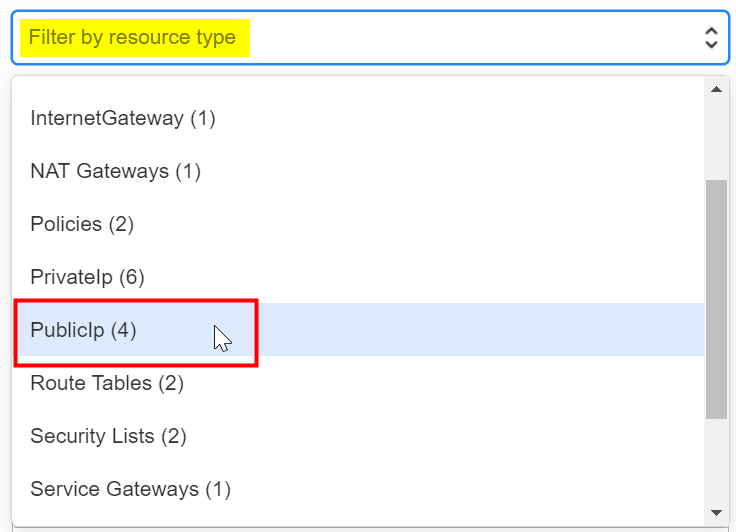 Filter by resource type
InternetGateway (1)
NAT Gateways (1)
Policies (2)
PrivateIp (6)
PublicIp (4)
Route Tables (2)
Security Lists (2)
Service Gateways (1)